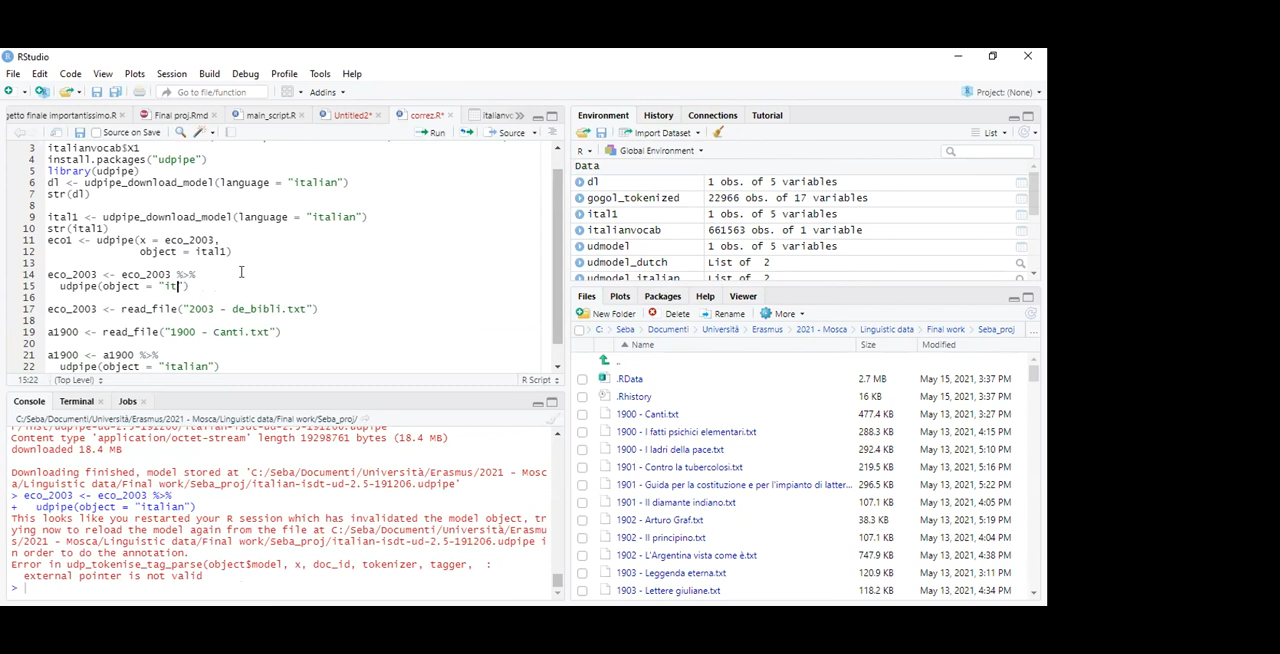 RStudio
File Edit Code View Plots Session Build Debug Profile Tools Help
Go to file/function Addins Project: (None)
getto finale importantissimo.R Final proj.Rmd main_script.R Untitled2* correz.R* italianvc
Source on Save Run Source
3 italianvocab$X1
4 install.packages("udpipe")
5 library(udpipe)
6 dl <- udpipe_download_model(language = "italian")
7 str(dl)
8
9 ital1 <- udpipe_download_model(language = "italian")
10 str(ital1)
11 eco1 <- udpipe(x = eco_2003,
12 object = ital1)
13
14 eco_2003 <- eco_2003 %>%
15 udpipe(object = "it")
16
17 eco_2003 <- read_file("2003 - de_bibli.txt")
18
19 a1900 <- read_file("1900 - Canti.txt")
20
21 a1900 <- a1900 %>%
22 udpipe(object = "italian")
15:22 (Top Level) R Script
Console Terminal Jobs
C:/Seba/Documenti/Università/Erasmus/2021 - Mosca/Linguistic data/Final work/Seba_proj/
Content type 'application/octet-stream' length 19298761 bytes (18.4 MB)
downloaded 18.4 MB
Downloading finished, model stored at 'C:/Seba/Documenti/Università/Erasmus/2021 - Mosc
a/Linguistic data/Final work/Seba_proj/italian-isdt-ud-2.5-191206.udpipe'
> eco_2003 <- eco_2003 %>%
+ udpipe(object = "italian")
This looks like you restarted your R session which has invalidated the model object, tr
ying now to reload the model again from the file at C:/Seba/Documenti/Università/Erasmu
s/2021 - Mosca/Linguistic data/Final work/Seba_proj/italian-isdt-ud-2.5-191206.udpipe i
n order to do the annotation.
Error in udp_tokenise_tag_parse(object$model, x, doc_id, tokenizer, tagger, :
external pointer is not valid
>
Environment History Connections Tutorial
Import Dataset List
R Global Environment
Data
dl 1 obs. of 5 variables
gogol_tokenized 22966 obs. of 17 variables
ital1 1 obs. of 5 variables
italianvocab 661563 obs. of 1 variable
udmodel 1 obs. of 5 variables
udmodel_dutch List of 2
udmodel_italian List of 2
Files Plots Packages Help Viewer
New Folder Delete Rename More
C: Seba Documenti Università Erasmus 2021 - Mosca Linguistic data Final work Seba_proj ...
Name Size Modified
..
.RData 2.7 MB May 15, 2021, 3:37 PM
.Rhistory 16 KB May 15, 2021, 3:37 PM
1900 - Canti.txt 477.4 KB May 13, 2021, 3:27 PM
1900 - I fatti psichici elementari.txt 288.3 KB May 13, 2021, 4:15 PM
1900 - I ladri della pace.txt 292.4 KB May 13, 2021, 5:10 PM
1901 - Contro la tubercolosi.txt 219.5 KB May 13, 2021, 5:16 PM
1901 - Guida per la costituzione e per l'impianto di latter... 296.5 KB May 13, 2021, 5:22 PM
1901 - Il diamante indiano.txt 107.1 KB May 13, 2021, 4:05 PM
1902 - Arturo Graf.txt 38.3 KB May 13, 2021, 5:19 PM
1902 - Il principino.txt 107.1 KB May 13, 2021, 4:04 PM
1902 - L'Argentina vista come è.txt 747.9 KB May 13, 2021, 4:38 PM
1903 - Leggenda eterna.txt 120.9 KB May 13, 2021, 3:11 PM
1903 - Lettere giuliane.txt 118.2 KB May 13, 2021, 4:34 PM